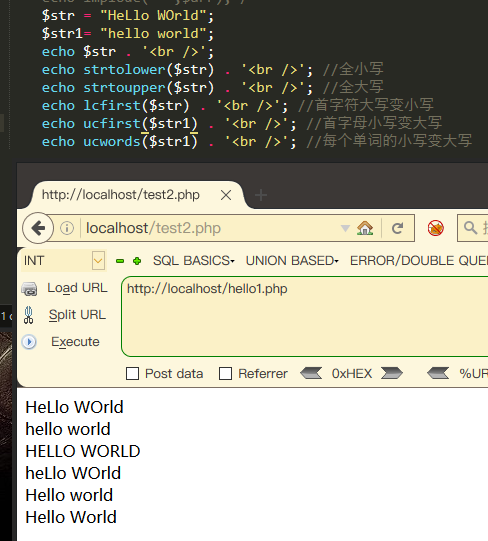 $str = "HeLlo WOrld";
$str1= "hello world";
echo $str . '<br />';
echo strtolower($str) . '<br />'; //全小写
echo strtoupper($str) . '<br />'; //全大写
echo lcfirst($str) . '<br />'; //首字符大写变小写
echo ucfirst($str1) . '<br />'; //首字母小写变大写
echo ucwords($str1) . '<br />'; //每个单词的小写变大写
http://localhost/test2.php
localhost/test2.php
INT
SQL BASICS UNION BASED ERROR/DOUBLE QUE
Load URL
http://localhost/hello1.php
Split URL
Execute
Post data Referrer 0xHEX %UR
HeLlo WOrld
hello world
HELLO WORLD
heLlo WOrld
Hello world
Hello World